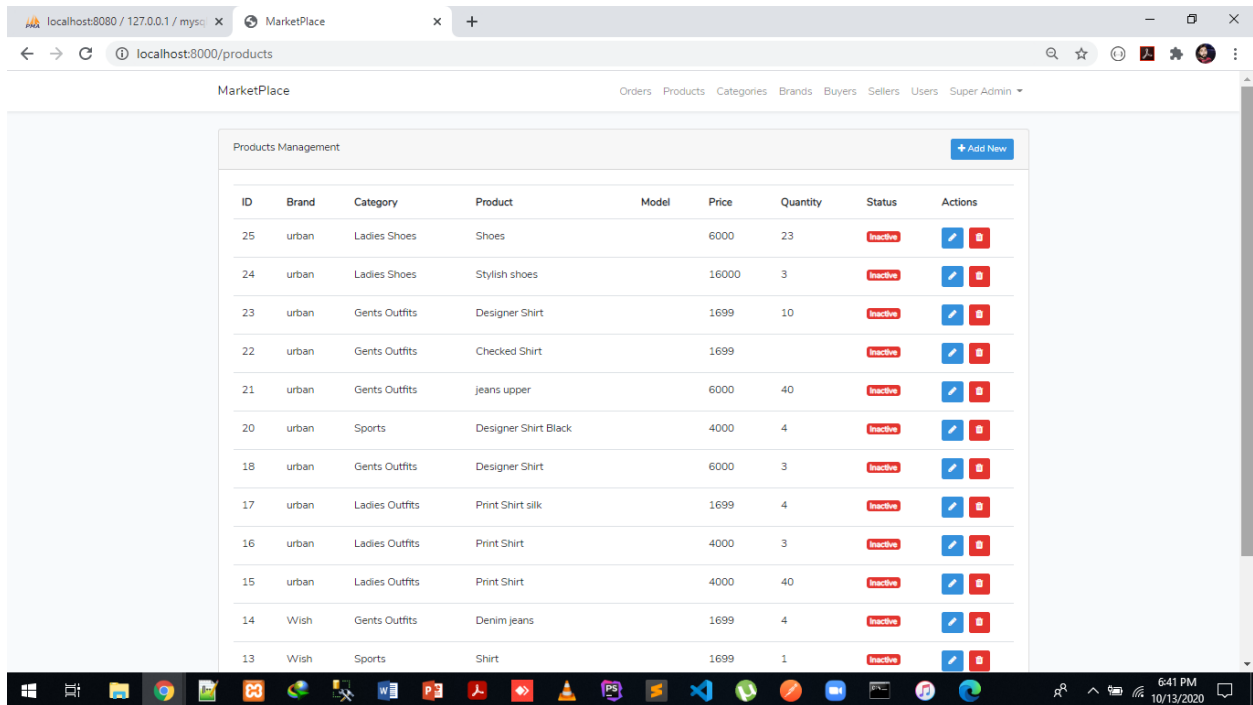 localhost:8080 / 127.0.0.1 / mysq
MarketPlace
localhost:8000/products
MarketPlace
Orders Products Categories Brands Buyers Sellers Users Super Admin
Products Management
Add New
ID Brand Category Product Model Price Quantity Status Actions
25 urban Ladies Shoes Shoes 6000 23 Inactive
24 urban Ladies Shoes Stylish shoes 16000 3 Inactive
23 urban Gents Outfits Designer Shirt 1699 10 Inactive
22 urban Gents Outfits Checked Shirt 1699 Inactive
21 urban Gents Outfits jeans upper 6000 40 Inactive
20 urban Sports Designer Shirt Black 4000 4 Inactive
18 urban Gents Outfits Designer Shirt 6000 3 Inactive
17 urban Ladies Outfits Print Shirt silk 1699 4 Inactive
16 urban Ladies Outfits Print Shirt 4000 3 Inactive
15 urban Ladies Outfits Print Shirt 4000 40 Inactive
14 Wish Gents Outfits Denim jeans 1699 4 Inactive
13 Wish Sports Shirt 1699 1 Inactive
6:41 PM
10/13/2020